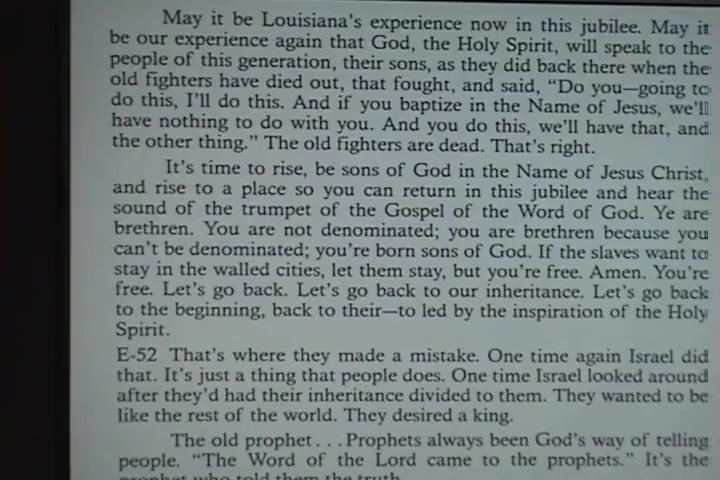 May it be Louisiana's experience now in this jubilee. May it
be our experience again that God, the Holy Spirit, will speak to the
people of this generation, their sons, as they did back there when the
old fighters have died out, that fought, and said, “Do you—going to
do this, I'll do this. And if you baptize in the Name of Jesus, we'll
have nothing to do with you. And you do this, we'll have that, and
the other thing.” The old fighters are dead. That's right.
It's time to rise, be sons of God in the Name of Jesus Christ,
and rise to a place so you can return in this jubilee and hear the
sound of the trumpet of the Gospel of the Word of God. Ye are
brethren. You are not denominated; you are brethren because you
can't be denominated; you're born sons of God. If the slaves want to
stay in the walled cities, let them stay, but you're free. Amen. You're
free. Let's go back. Let's go back to our inheritance. Let's go back
to the beginning, back to their—to led by the inspiration of the Holy
Spirit.
E-52 That's where they made a mistake. One time again Israel did
that. It's just a thing that people does. One time Israel looked around
after they'd had their inheritance divided to them. They wanted to be
like the rest of the world. They desired a king.
The old prophet. . . Prophets always been God's way of telling
people. “The Word of the Lord came to the prophets.” It's the
prophet who told them the truth